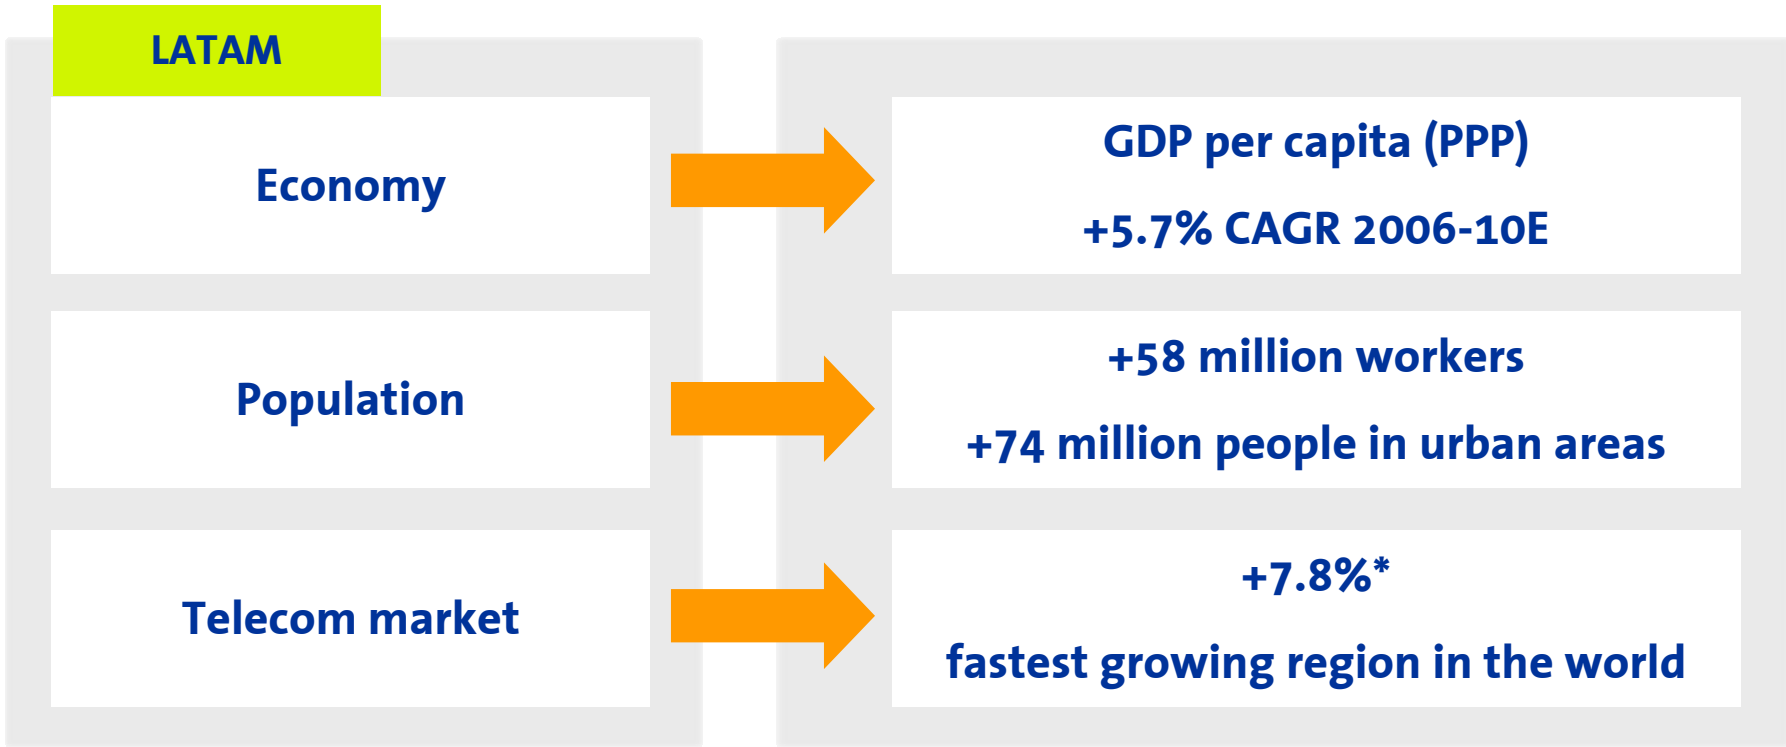 LATAM
Economy
GDP per capita (PPP)
+5.7% CAGR 2006-10E
Population
+58 million workers
+74 million people in urban areas
Telecom market
+7.8%*
fastest growing region in the world